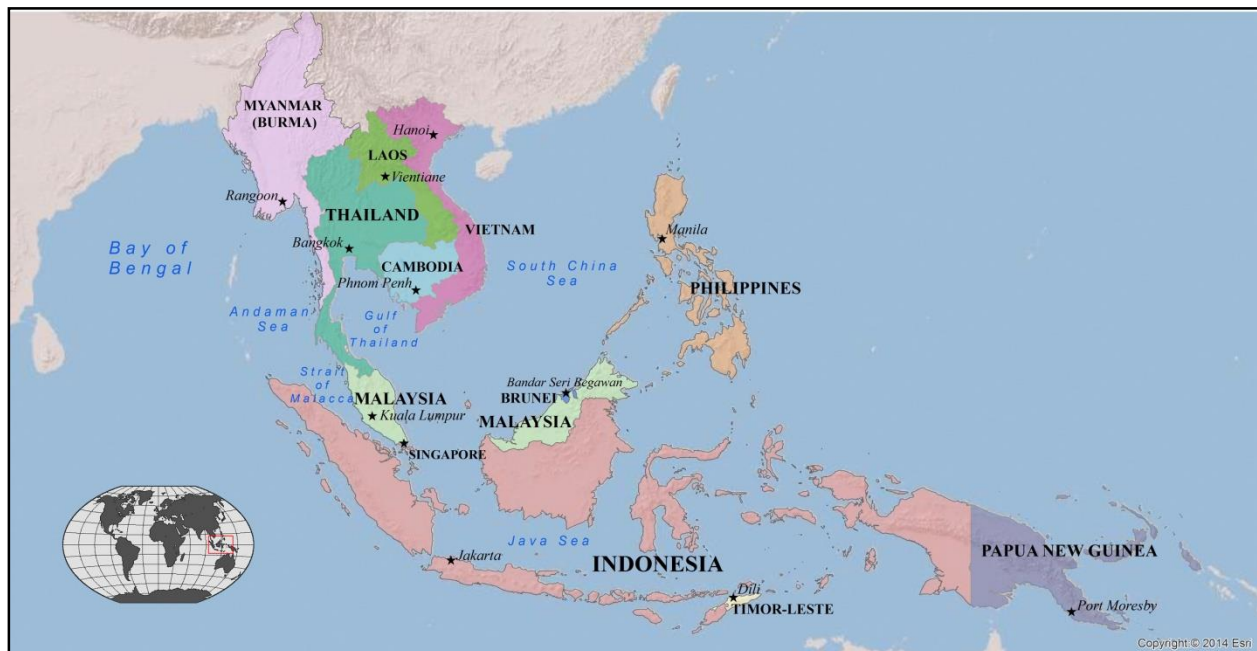 MYANMAR
(BURMA)
Hanoi
LAOS
Vientiane
Rangoon
THAILAND
VIETNAM
Manila
Bay of
Bengal
Bangkok
CAMBODIA
South China
Sea
Phnom Penh
PHILIPPINES
Andaman
Sea
Gulf
of
Thailand
Strait
of
Malacca
MALAYSIA
Kuala Lumpur
Bandar Seri Begawan
BRUNEI
MALAYSIA
SINGAPORE
Java Sea
Jakarta
INDONESIA
PAPUA NEW GUINEA
Dili
TIMOR-LESTE
Port Moresby
Copyright:© 2014 Esri